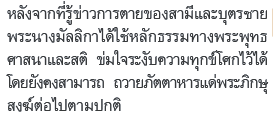 หลังจากที่รู้ข่าวการตายของสามีและบุตรชาย
พระนางมัลลิกาได้ใช้หลักธรรมทางพระพุทธ
ศาสนาและสติ ข่มใจระงับความทุกข์โศกไว้ได้
โดยยังคงสามารถ ถวายภัตตาหารแด่พระภิกษุ
สงฆ์ต่อไปตามปกติ